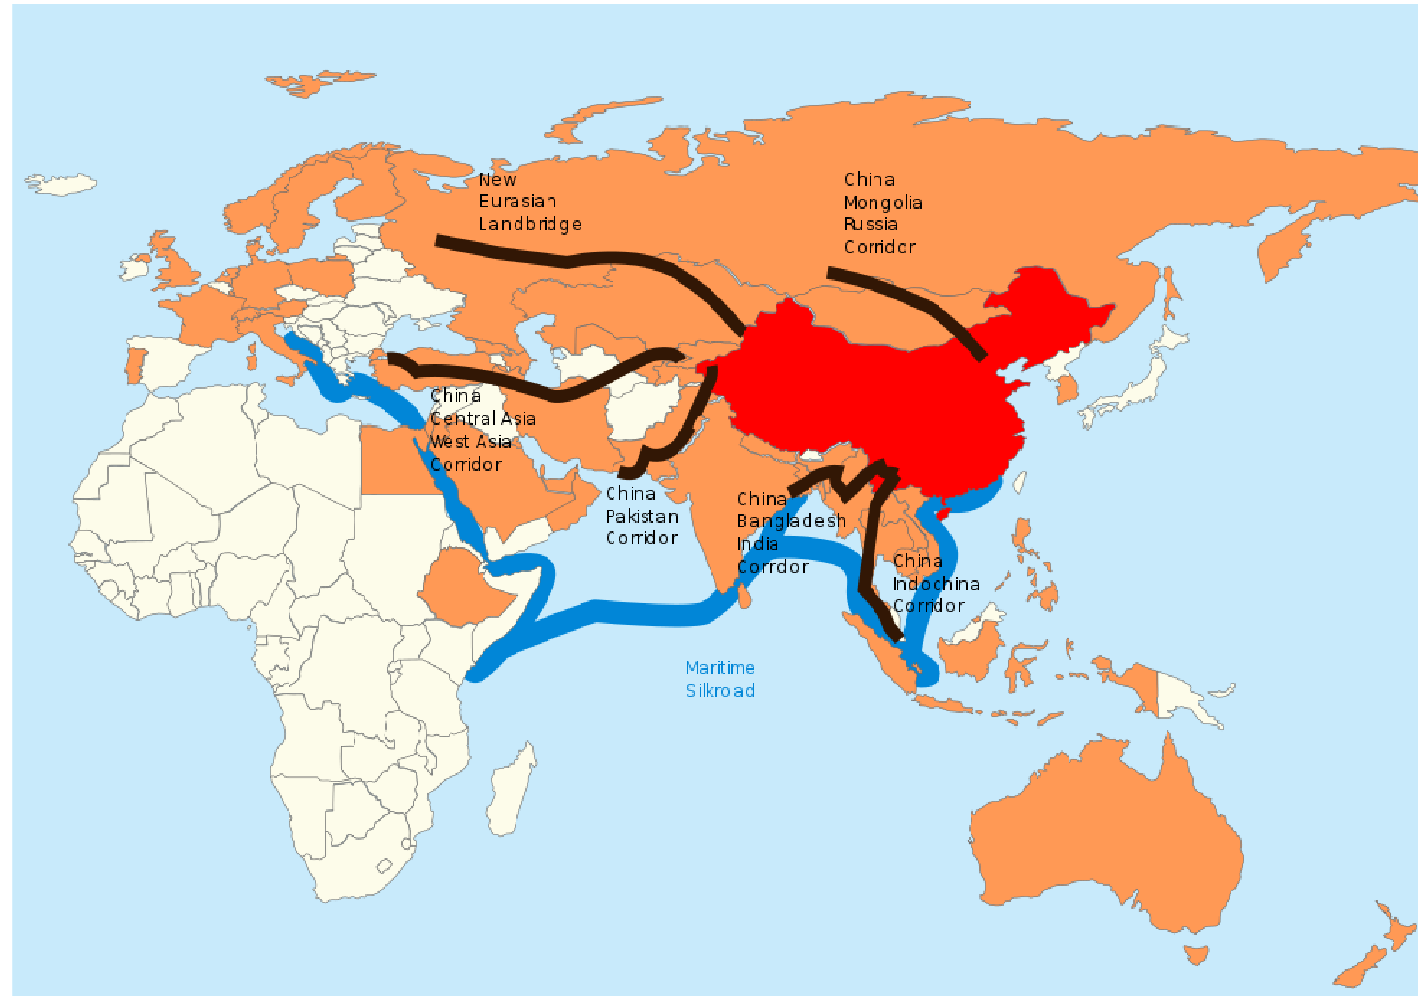 New
Eurasian
Landbridge
China
Mongolia
Russia
Corridor
China
Central Asia
West Asia
Corridor
China
Pakistan
Corridor
China
Bangladesh
India
Corrdor
China
Indochina
Corridor
Maritime
Silkroad